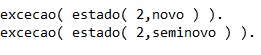 excecao( estado( 2,novo ) ).
excecao( estado( 2,seminovo ) ).